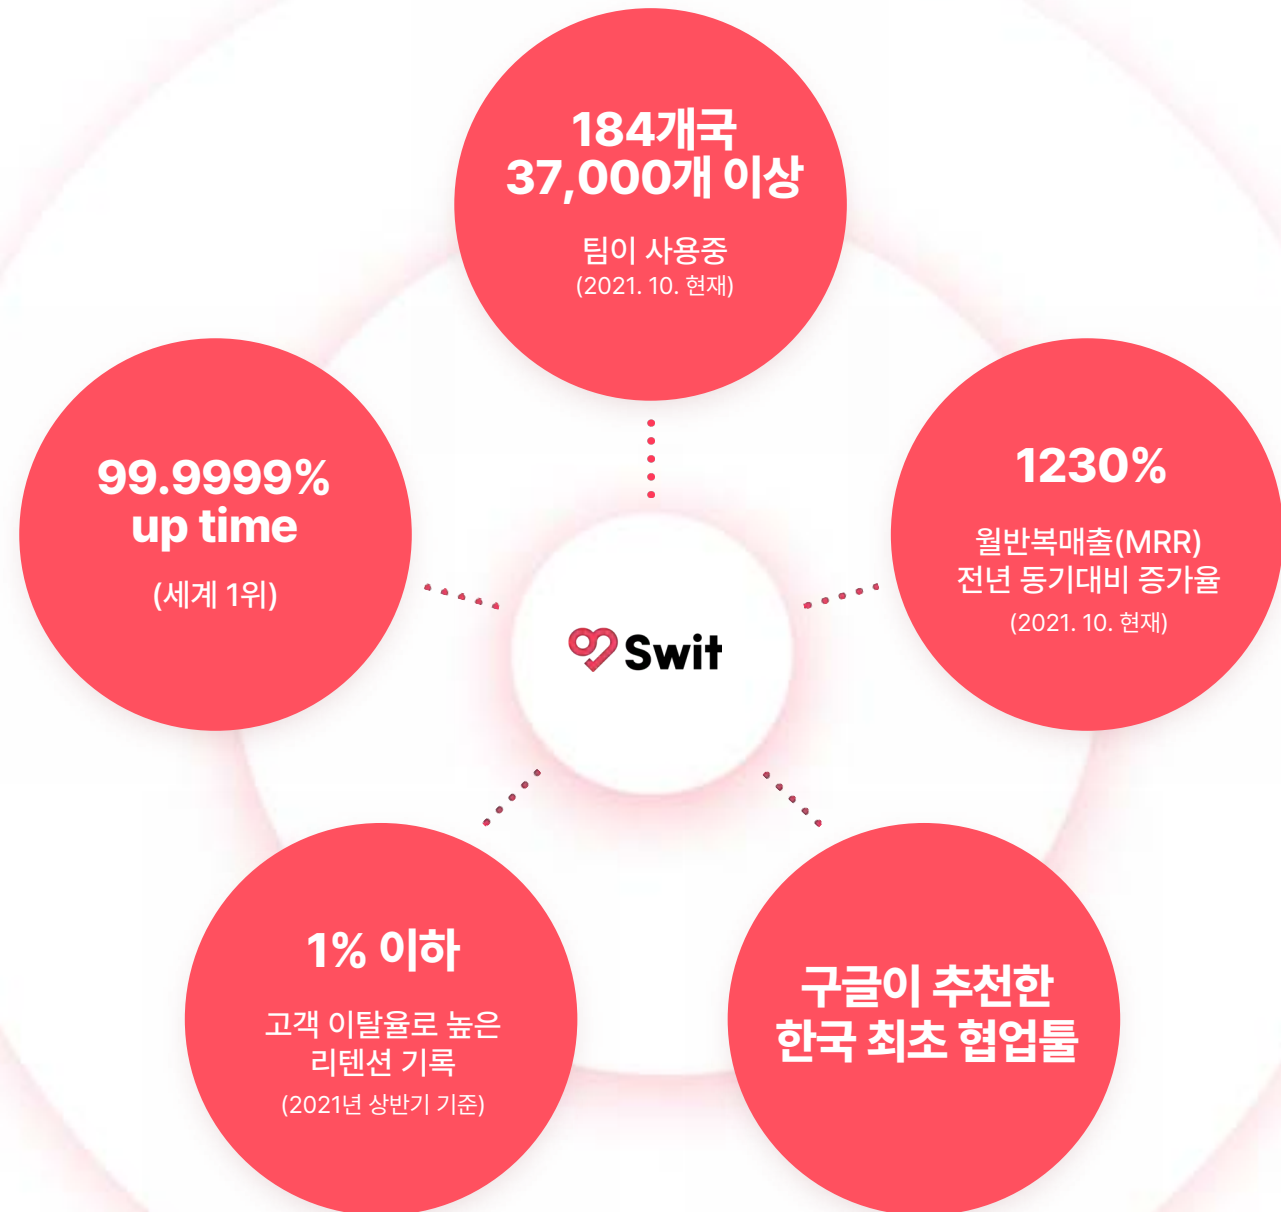 184개국
37,000개 이상
팀이 사용중
(2021. 10. 현재)
99.9999%
up time
(세계 1위)
1230%
월반복매출(MRR)
전년 동기대비 증가율
(2021. 10. 현재)
Swit
1% 이하
고객 이탈율로 높은
리텐션 기록
(2021년 상반기 기준)
구글이 추천한
한국 최초 협업툴